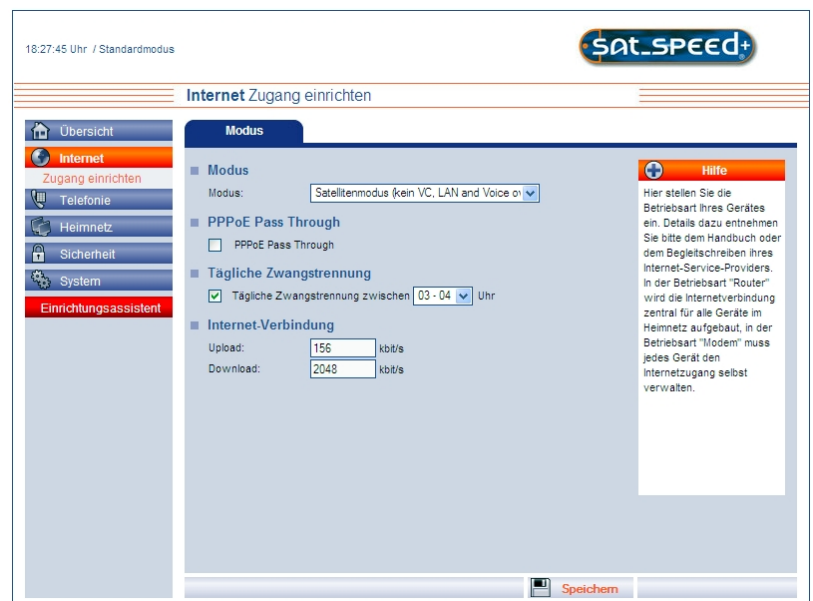 18:27:45 Uhr / Standardmodus
sat_speed+
Internet Zugang einrichten
Übersicht
Internet
Zugang einrichten
Telefonie
Heimnetz
Sicherheit
System
Einrichtungsassistent
Modus
Modus
Modus:
Satellitenmodus (kein VC, LAN and Voice ov
PPPoE Pass Through
PPPoE Pass Through
Tägliche Zwangstrennung
Tägliche Zwangstrennung zwischen 03 - 04 Uhr
Internet-Verbindung
Upload: 156 kbit/s
Download: 2048 kbit/s
Hilfe
Hier stellen Sie die
Betriebsart Ihres Gerätes
ein. Details dazu entnehmen
Sie bitte dem Handbuch oder
dem Begleitschreiben ihres
Internet-Service-Providers.
In der Betriebsart "Router"
wird die Internetverbindung
zentral für alle Geräte im
Heimnetz aufgebaut, in der
Betriebsart "Modem" muss
jedes Gerät den
Internetzugang selbst
verwalten.
Speichern